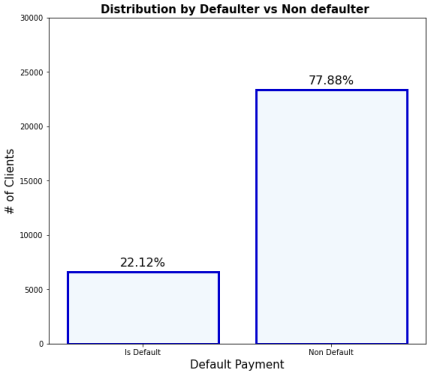 Distribution by Defaulter vs Non defaulter
30000
25000
20000
15000
10000
5000
0
# of Clients
22.12%
77.88%
Is Default
Non Default
Default Payment